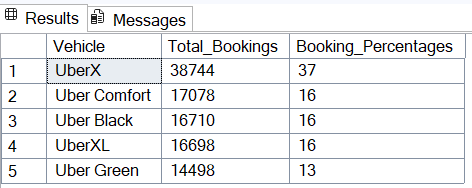 Results Messages
Vehicle Total_Bookings Booking_Percentages
1 UberX 38744 37
2 Uber Comfort 17078 16
3 Uber Black 16710 16
4 UberXL 16698 16
5 Uber Green 14498 13